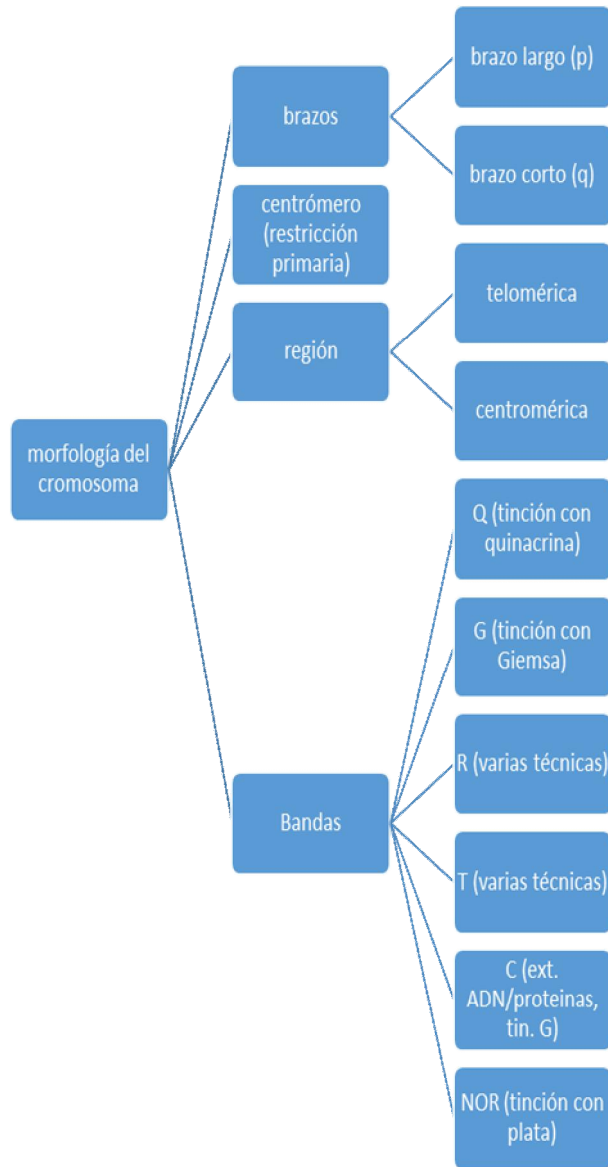 brazo largo (p)
brazos
brazo corto (q)
centrómero
(restricción
primaria)
telomérica
región
centromérica
morfología del
cromosoma
Q (tinción con
quinacrina)
G (tinción con
Giemsa)
R (varias técnicas)
Bandas
T (varias técnicas)
C (ext.
ADN/proteinas,
tin. G)
NOR (tinción con
plata)